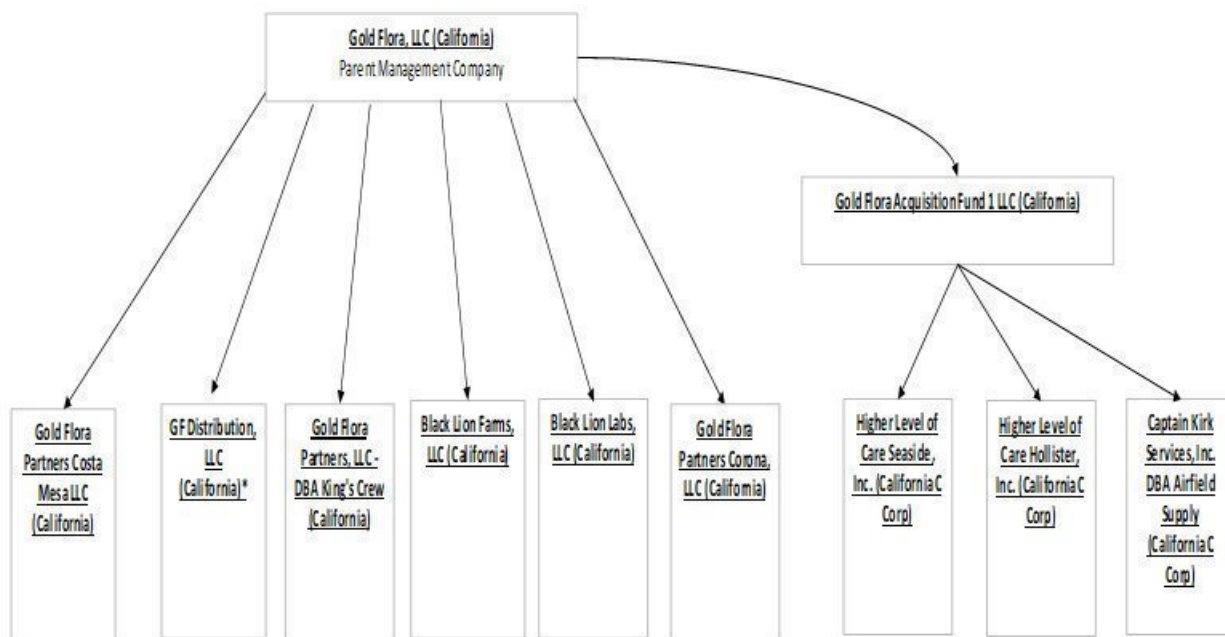 Gold Flora, LLC (California)
Parent Management Company
Gold Flora Acquisition Fund 1 LLC (California)
Gold Flora
Partners Costa
Mesa LLC
(California)
GF Distribution,
LLC
(California)*
Gold Flora
Partners, LLC -
DBA King's Crew
(California)
Black Lion Farms,
LLC (California)
Black Lion Labs,
LLC (California)
Gold Flora
Partners Corona,
LLC (California)
Higher Level of
Care Seaside,
Inc. (California C
Corp)
Higher Level of
Care Hollister,
Inc. (California C
Corp)
Captain Kirk
Services, Inc.
DBA Airfield
Supply
(California C
Corp)